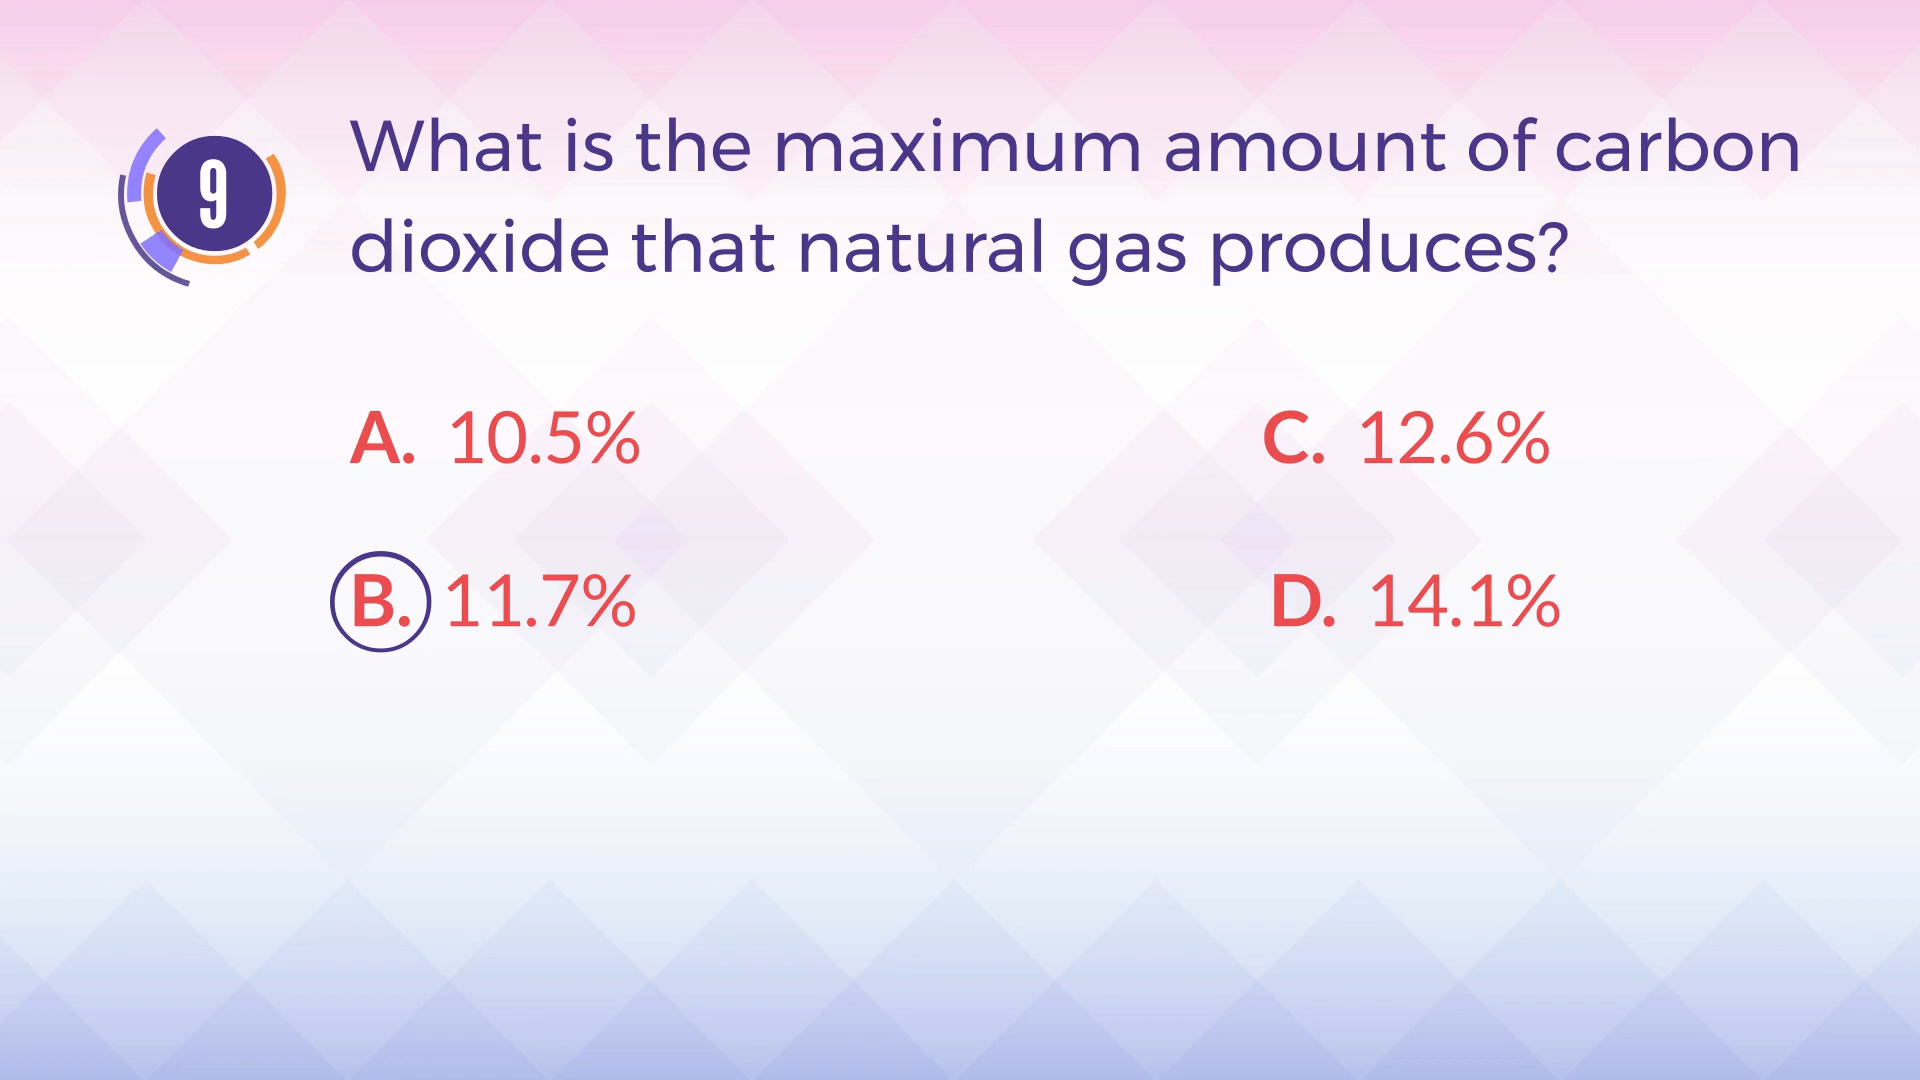 9
What is the maximum amount of carbon
dioxide that natural gas produces?
A. 10.5%
B. 11.7%
C. 12.6%
D. 14.1%